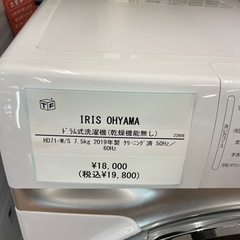 TF
IRIS OHYAMA
ﾄﾞﾗﾑ式洗濯機(乾燥機能無し)
22606
HD71-W/S 7.5kg 2019年製 ｸﾘｰﾆﾝｸﾞ済 50Hz/
60Hz
¥18,000
(税込¥19,800)